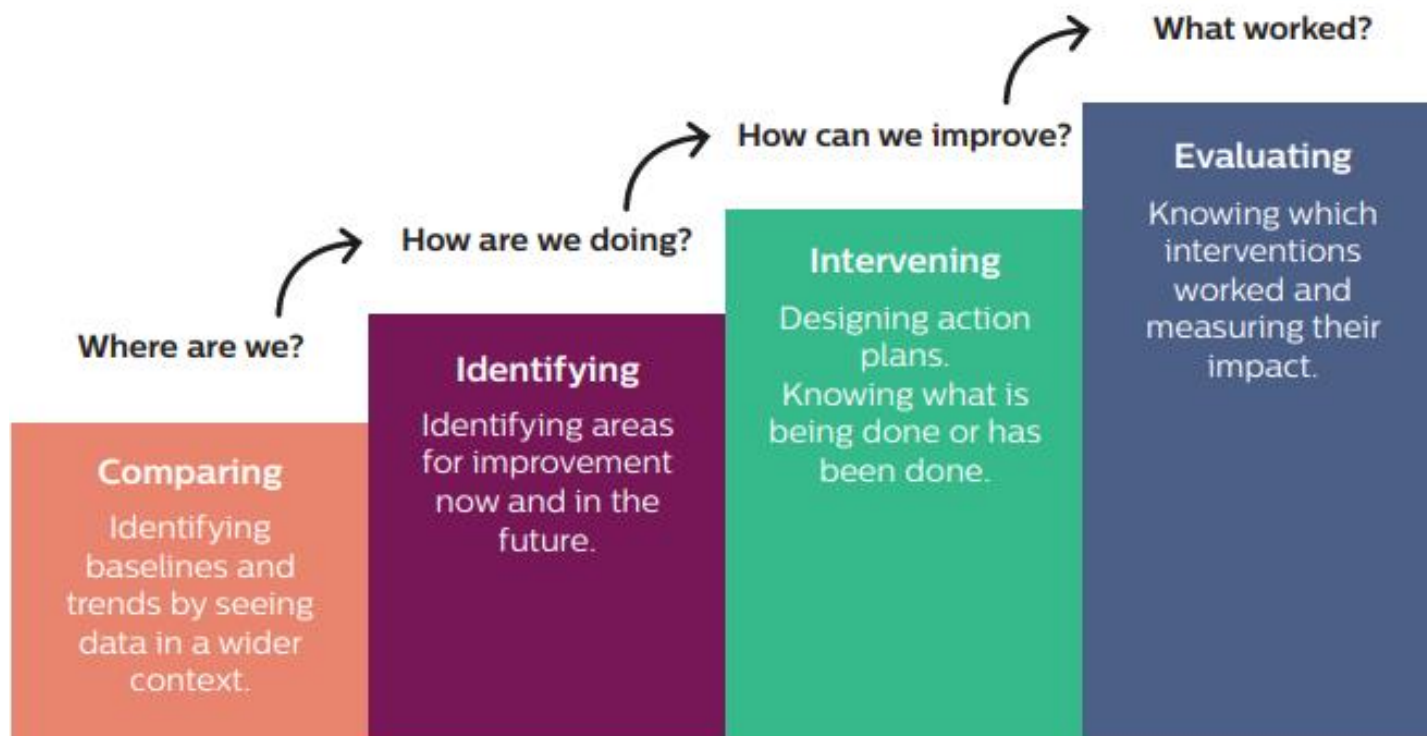 Where are we?
Comparing
Identifying
baselines and
trends by seeing
data in a wider
context.
How are we doing?
Identifying
Identifying areas
for improvement
now and in the
future.
How can we improve?
Intervening
Designing action
plans.
Knowing what is
being done or has
been done.
What worked?
Evaluating
Knowing which
interventions
worked and
measuring their
impact.